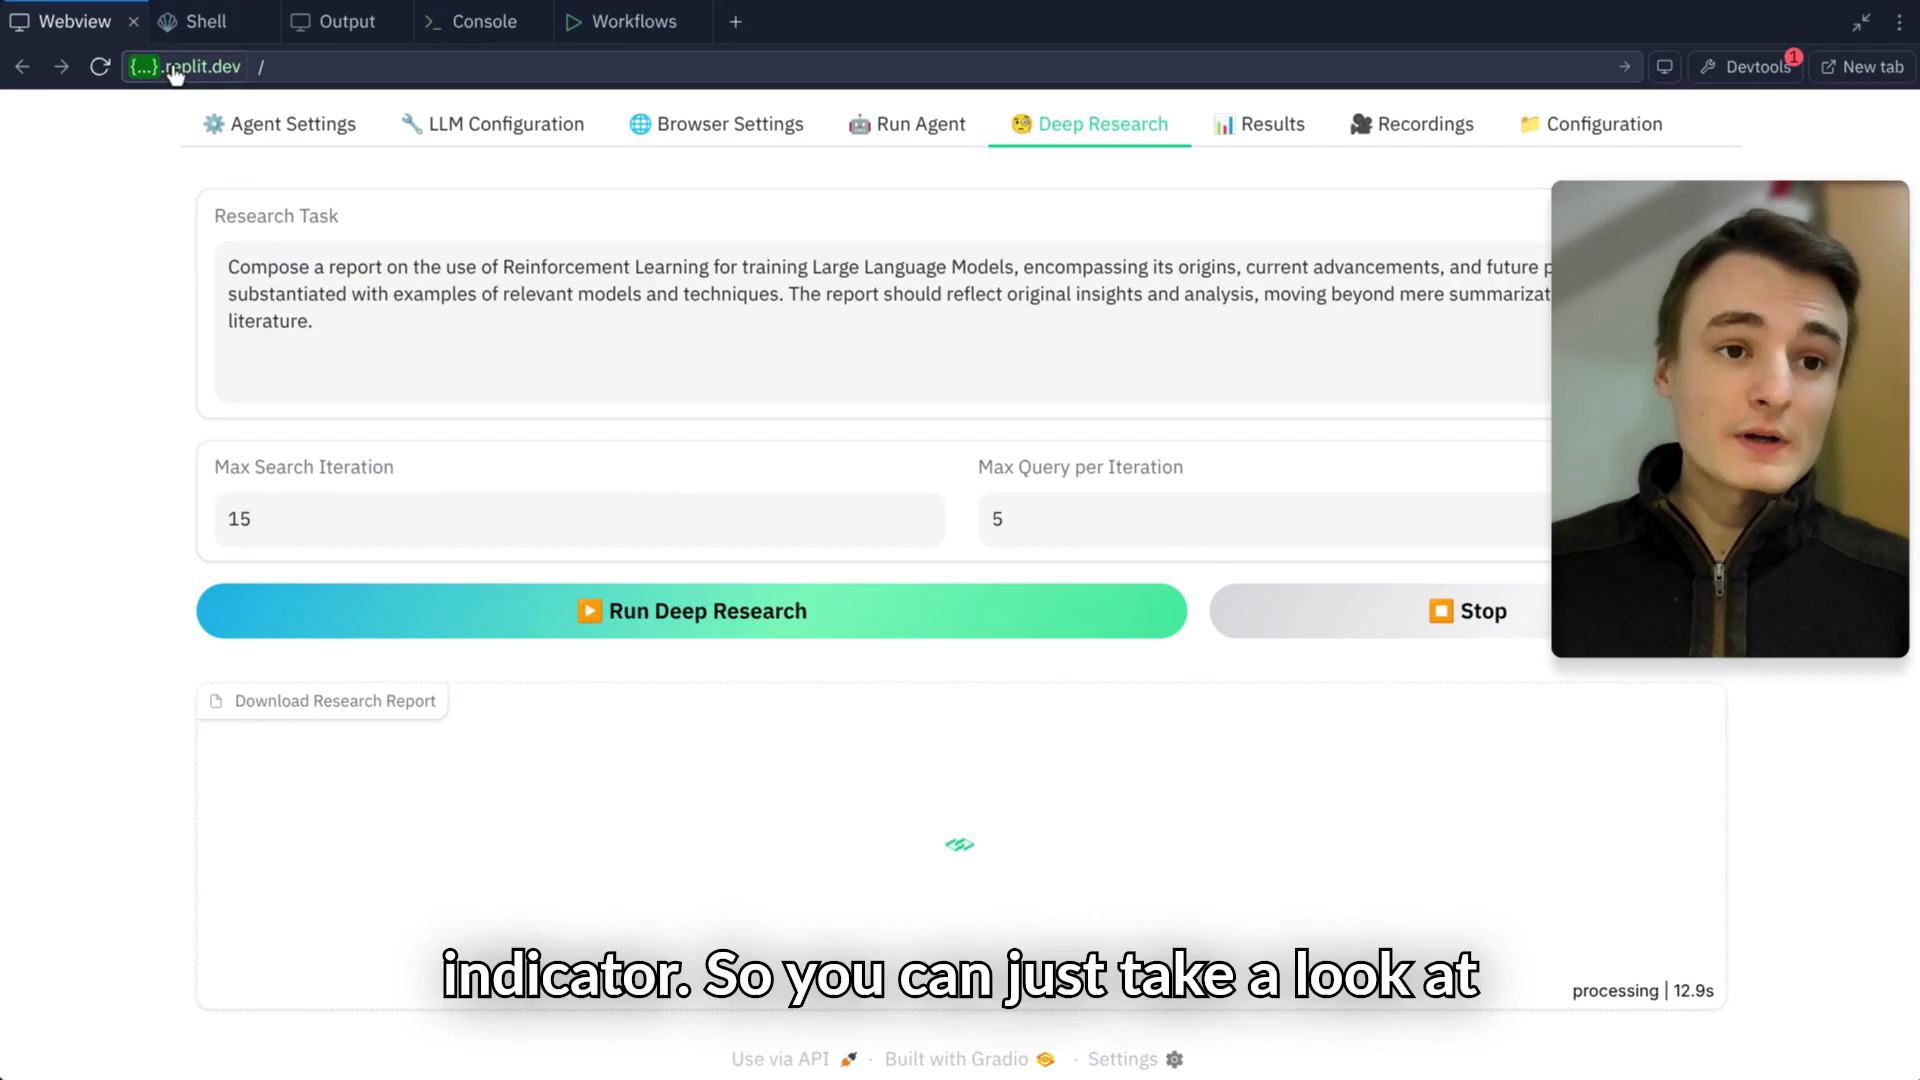 Webview
Shell
Output
Console
Workflows
{...}.replit.dev /
Devtools
1
New tab
Agent Settings
LLM Configuration
Browser Settings
Run Agent
Deep Research
Results
Recordings
Configuration
Research Task
Compose a report on the use of Reinforcement Learning for training Large Language Models, encompassing its origins, current advancements, and future
substantiated with examples of relevant models and techniques. The report should reflect original insights and analysis, moving beyond mere
literature.
Max Search Iteration
Max Query per Iteration
15
5
Run Deep Research
Stop
Download Research Report
indicator. So you can just take a look at
processing | 12.9s
Use via API
·
Built with Gradio
·
Settings